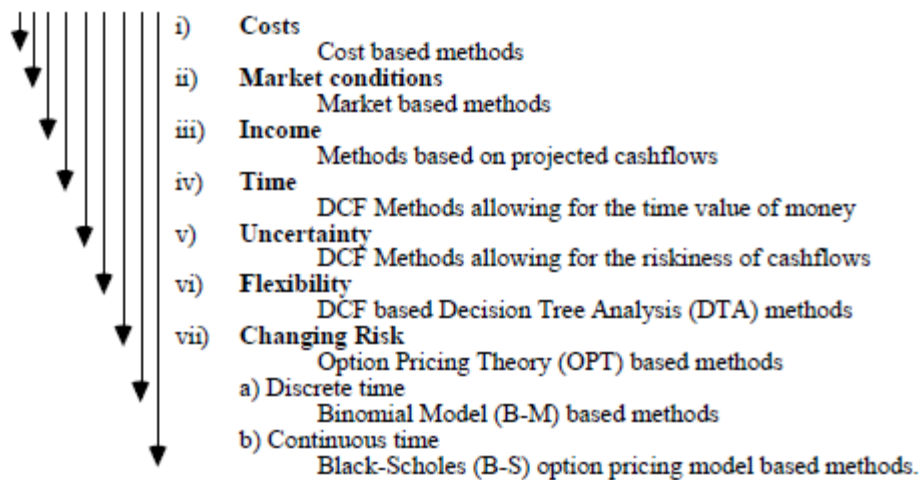 i) Costs
Cost based methods
ii) Market conditions
Market based methods
iii) Income
Methods based on projected cashflows
iv) Time
DCF Methods allowing for the time value of money
v) Uncertainty
DCF Methods allowing for the riskiness of cashflows
vi) Flexibility
DCF based Decision Tree Analysis (DTA) methods
vii) Changing Risk
Option Pricing Theory (OPT) based methods
a) Discrete time
Binomial Model (B-M) based methods
b) Continuous time
Black-Scholes (B-S) option pricing model based methods.